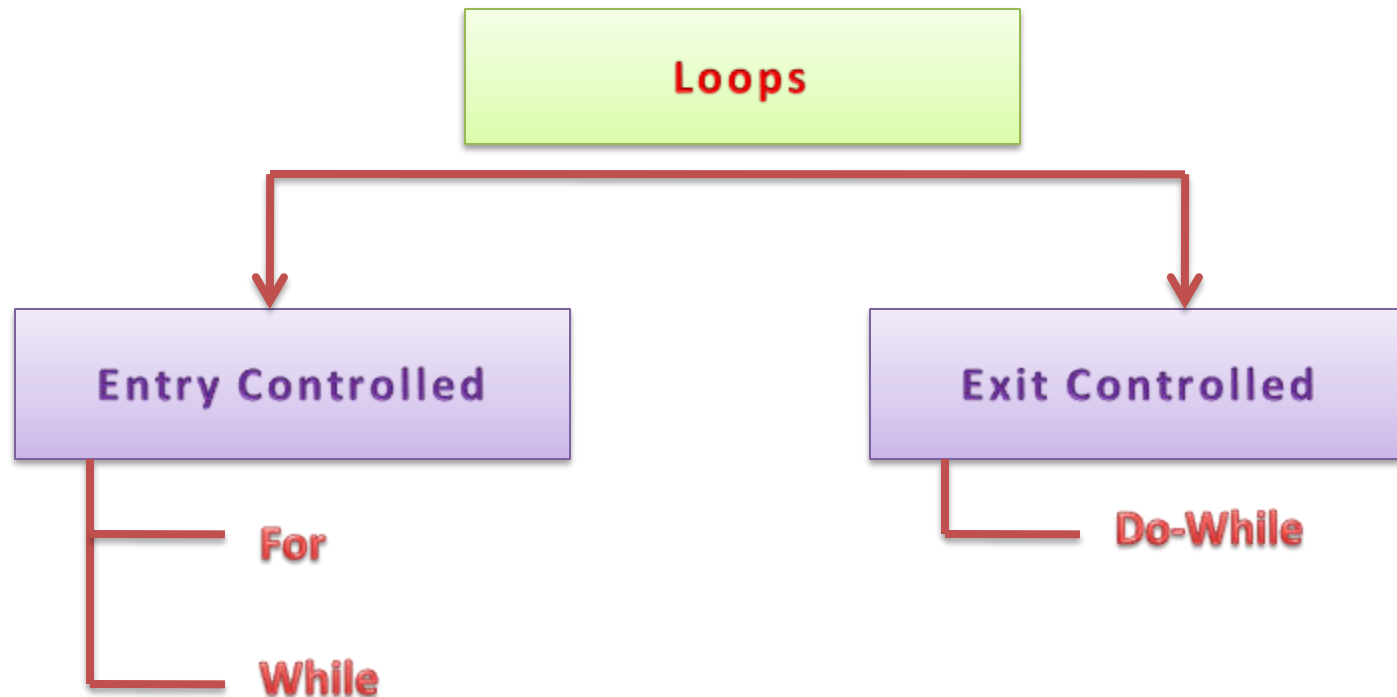 Loops
Entry Controlled
Exit Controlled
For
Do-While
While